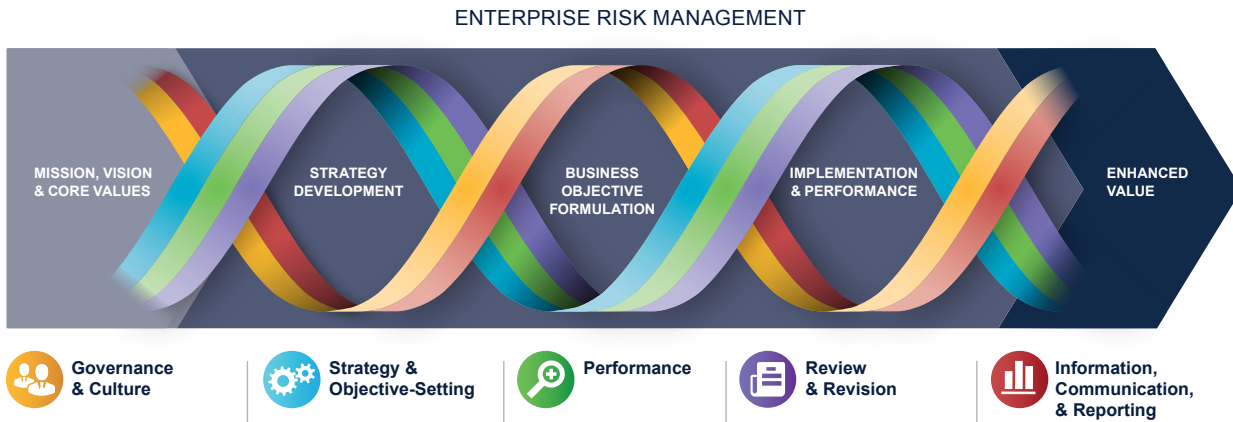 ENTERPRISE RISK MANAGEMENT
MISSION, VISION
& CORE VALUES
STRATEGY
DEVELOPMENT
BUSINESS
OBJECTIVE
FORMULATION
IMPLEMENTATION
& PERFORMANCE
ENHANCED
VALUE
Governance
& Culture
Strategy &
Objective-Setting
Performance
Review
& Revision
Information,
Communication,
& Reporting